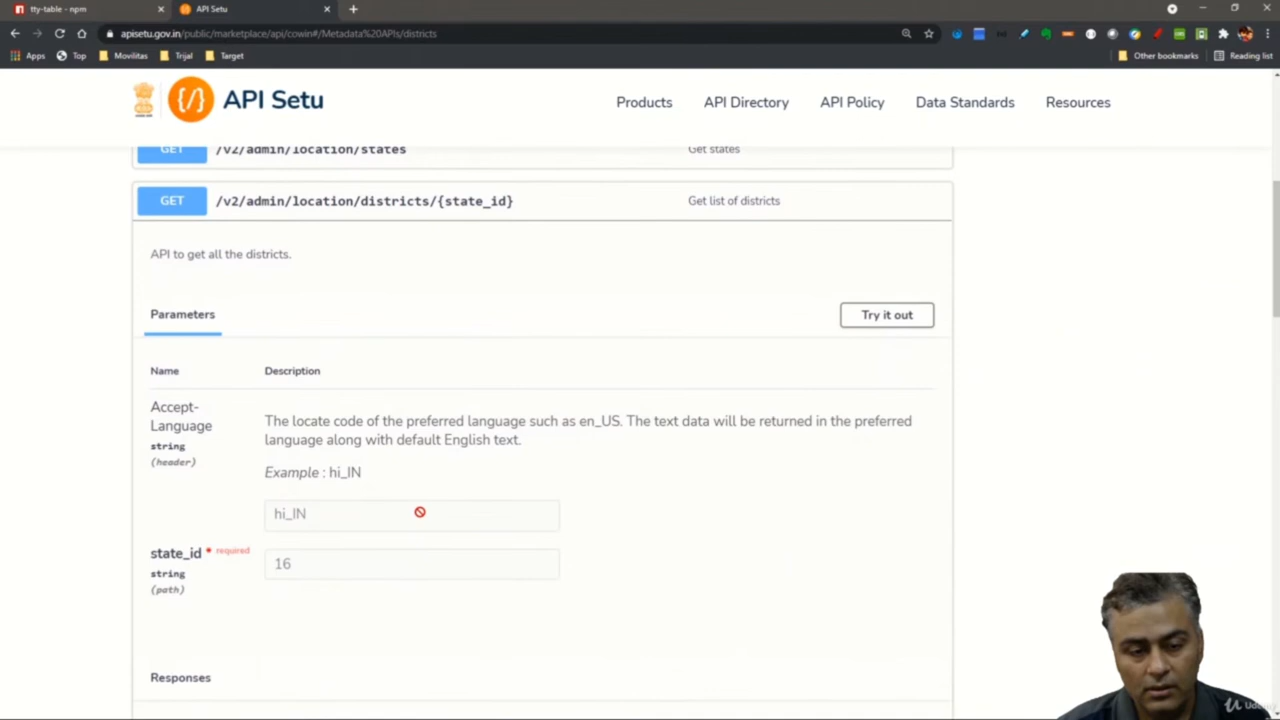 tty-table - npm
API Setu
apisetu.gov.in/public/marketplace/api/cowin#/Metadata%20APIs/districts
Apps
Top
Movilitas
Trijal
Target
Other bookmarks
Reading list
{/} API Setu
Products
API Directory
API Policy
Data Standards
Resources
GET /v2/admin/location/states Get states
GET /v2/admin/location/districts/{state_id} Get list of districts
API to get all the districts.
Parameters
Try it out
Name Description
Accept-
Language
string
(header)
The locate code of the preferred language such as en_US. The text data will be returned in the preferred
language along with default English text.
Example : hi_IN
hi_IN
state_id * required
string
(path)
16
Responses